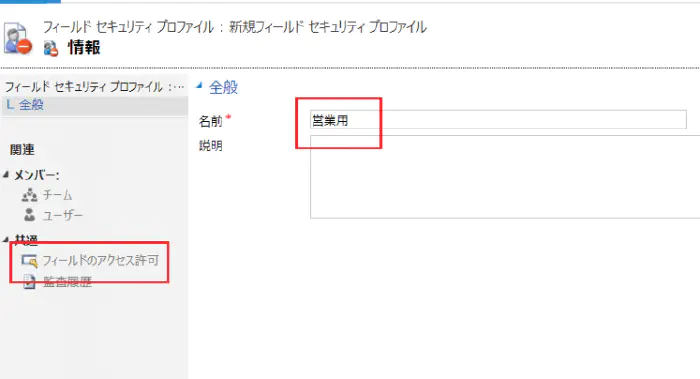 フィールド セキュリティ プロファイル : 新規フィールド セキュリティ プロファイル
情報
フィールド セキュリティ プロファイル :…
全般
関連
メンバー:
チーム
ユーザー
共通
フィールドのアクセス許可
監査履歴
全般
名前*
営業用
説明